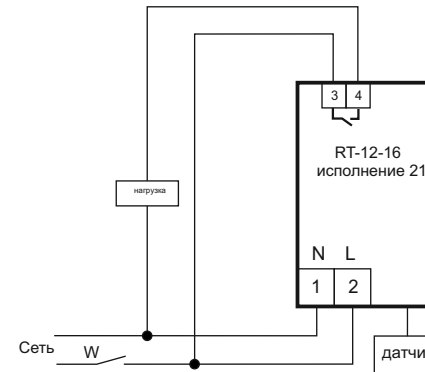 3 4
RT-12-16
исполнение 21
нагрузка
N L
1 2
Сеть W
датчи